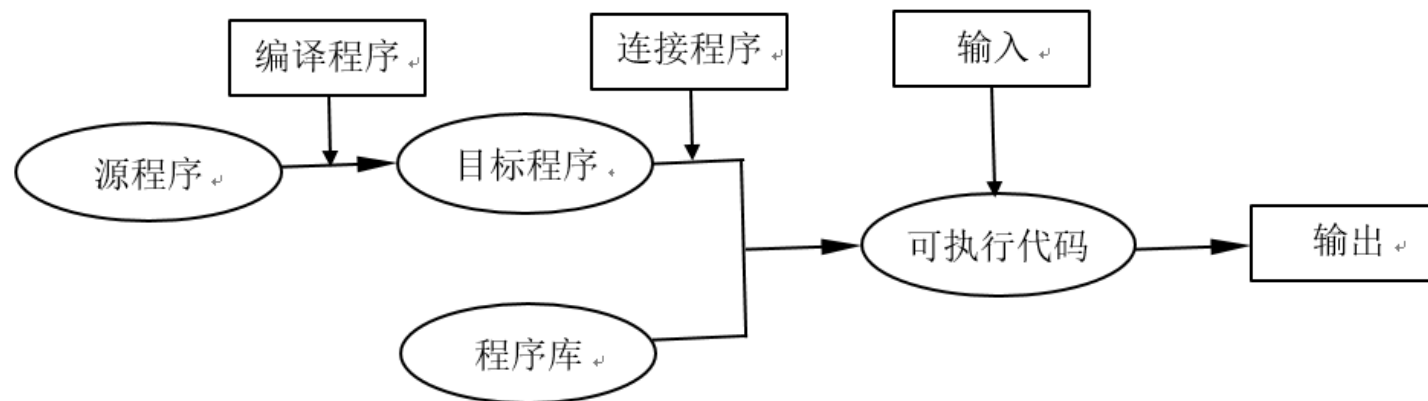 编译程序
连接程序
输入
源程序
目标程序
可执行代码
输出
程序库